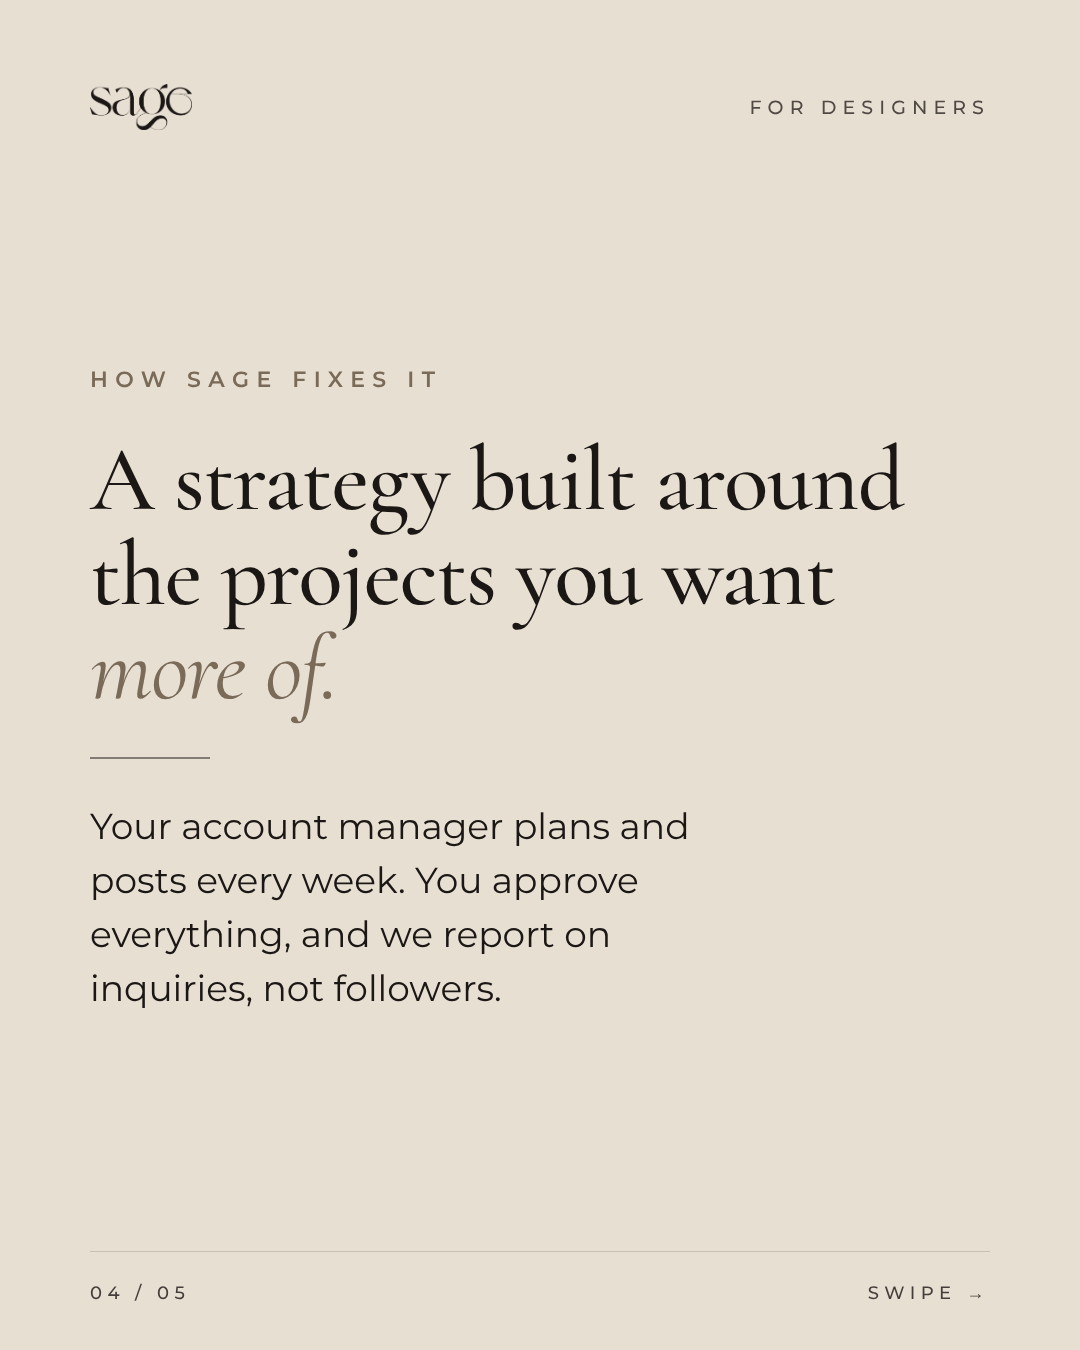 sage
FOR DESIGNERS
HOW SAGE FIXES IT
A strategy built around
the projects you want
more of.
Your account manager plans and
posts every week. You approve
everything, and we report on
inquiries, not followers.
04 / 05
SWIPE →